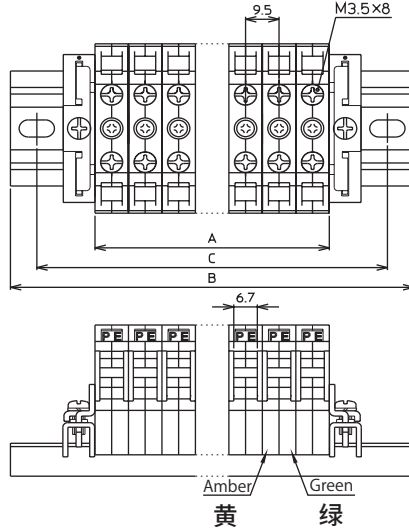 9.5
M3.5×8
A
C
B
6.7
PE PE PE PE PE PE
Amber Green
黄 绿